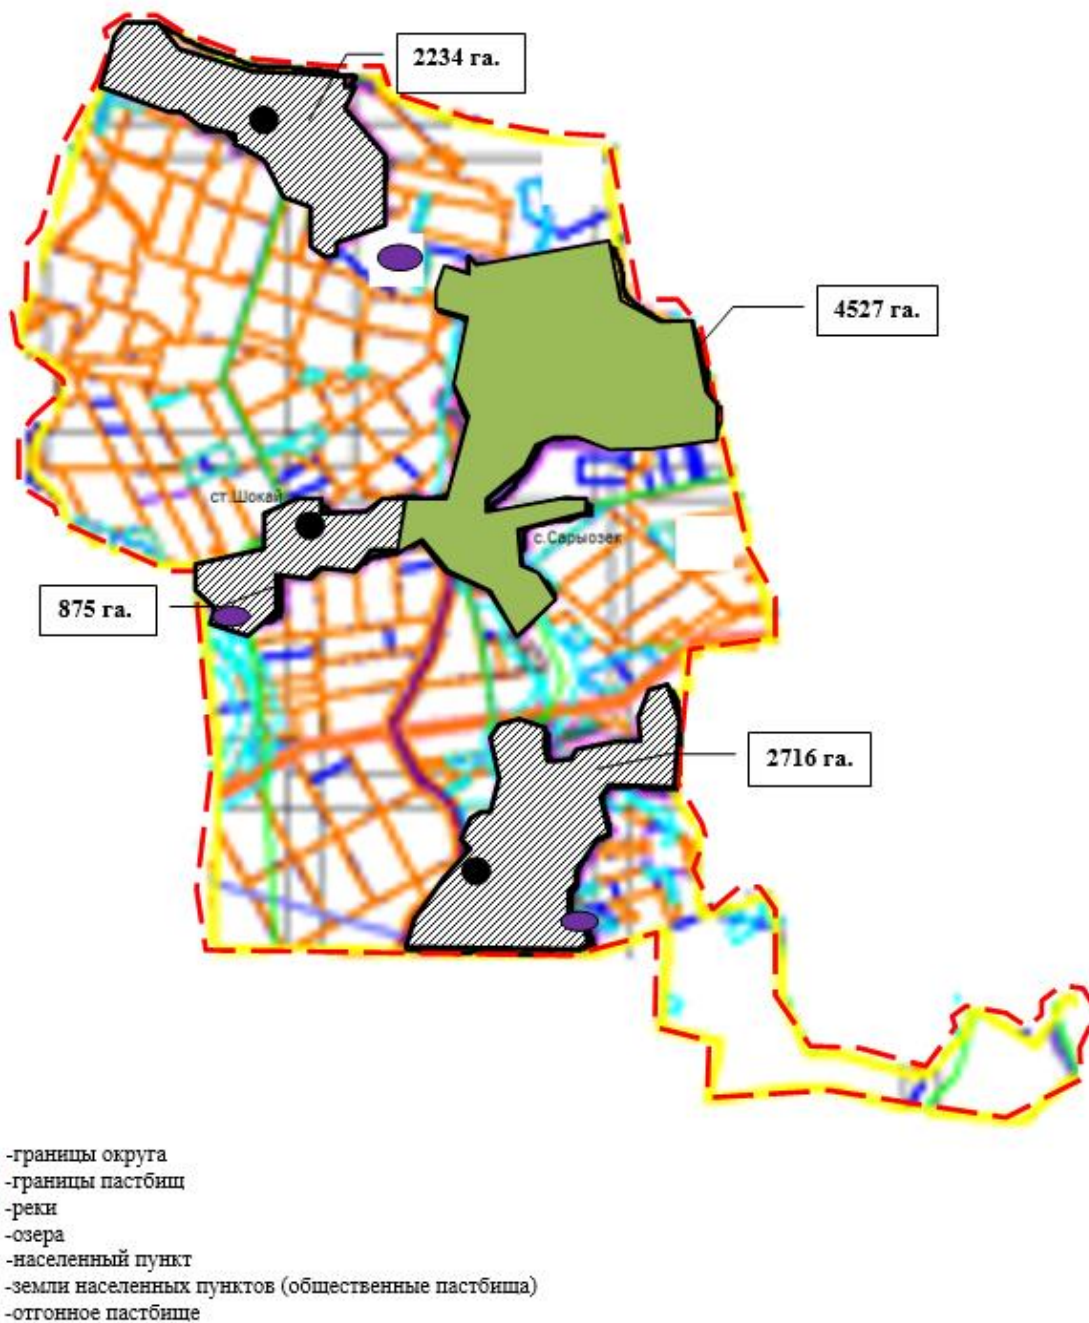 2234 га.
4527 га.
ст.Шокай
с.Сарыозек
875 га.
2716 га.
-границы округа
-границы пастбищ
-реки
-озера
-населенный пункт
-земли населенных пунктов (общественные пастбища)
-отгонное пастбище